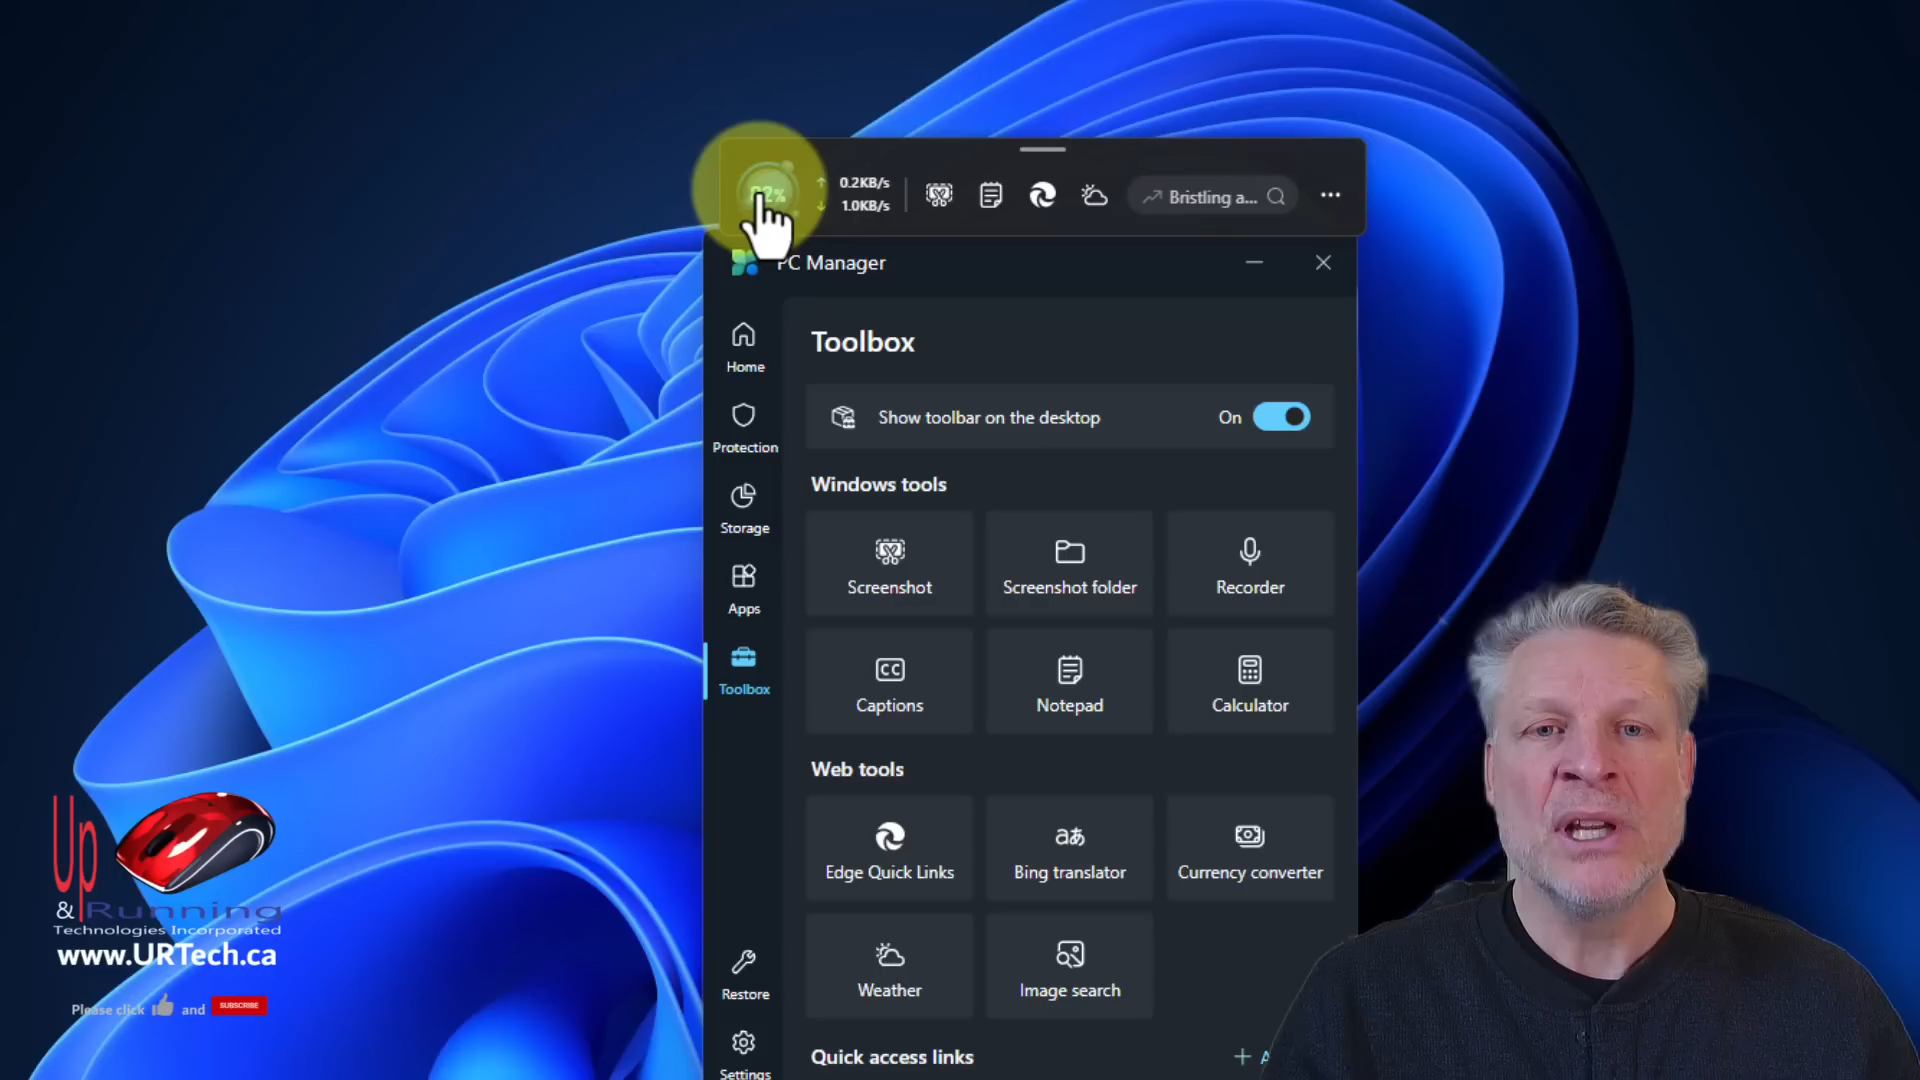 0.2KB/s
1.0KB/s
Bristling a...
PC Manager
Home
Protection
Storage
Apps
Toolbox
Restore
Settings
Toolbox
Show toolbar on the desktop
On
Windows tools
Screenshot
Screenshot folder
Recorder
Captions
Notepad
Calculator
Web tools
Edge Quick Links
Bing translator
Currency converter
Weather
Image search
Quick access links
Up
& Running
Technologies Incorporated
www.URTech.ca
Please click and SUBSCRIBE